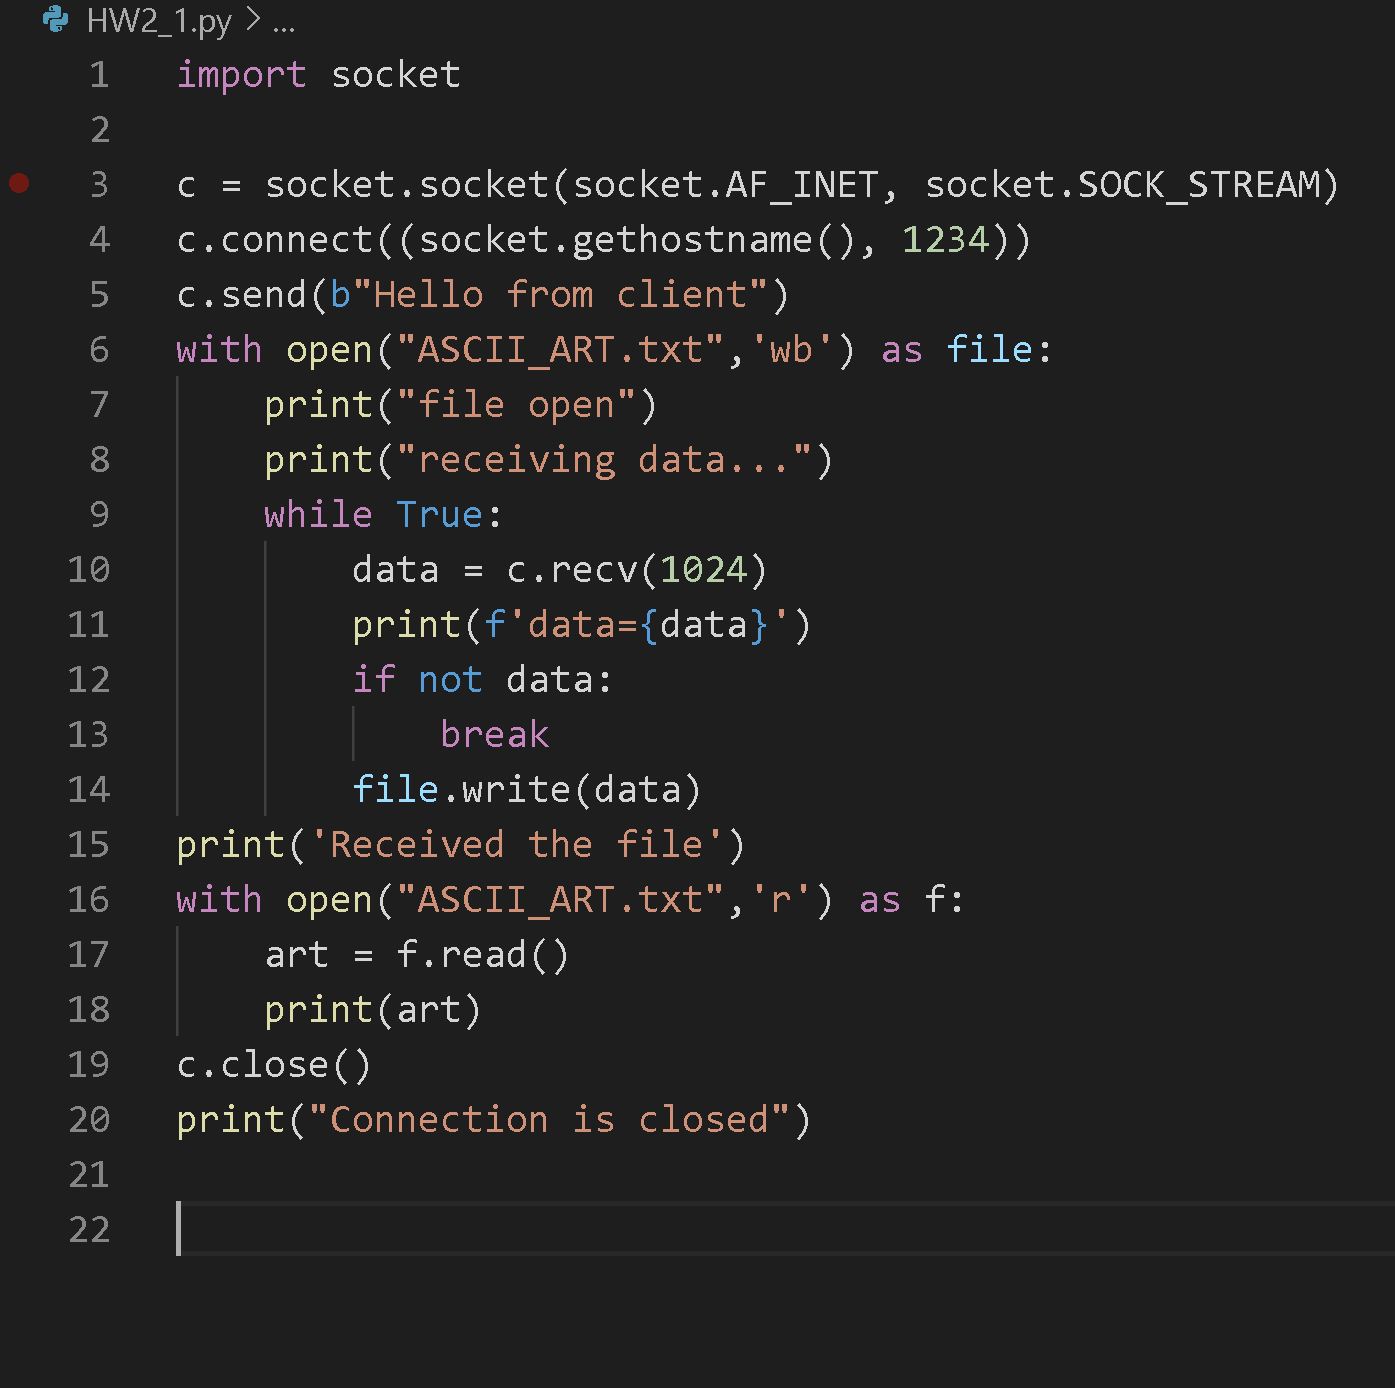 HW2_1.py > ...
1 import socket
2
3 c = socket.socket(socket.AF_INET, socket.SOCK_STREAM)
4 c.connect((socket.gethostname(), 1234))
5 c.send(b"Hello from client")
6 with open("ASCII_ART.txt",'wb') as file:
7     print("file open")
8     print("receiving data...")
9     while True:
10         data = c.recv(1024)
11         print(f'data={data}')
12         if not data:
13             break
14         file.write(data)
15 print('Received the file')
16 with open("ASCII_ART.txt",'r') as f:
17     art = f.read()
18     print(art)
19 c.close()
20 print("Connection is closed")
21
22